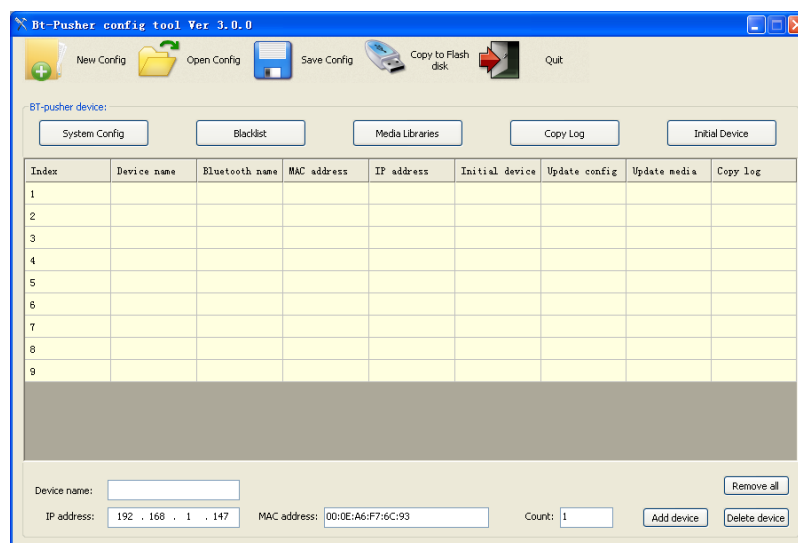 Bt-Pusher config tool Ver 3.0.0
New Config Open Config Save Config Copy to Flash disk Quit
BT-pusher device:
System Config Blacklist Media Libraries Copy Log Initial Device
Index Device name Bluetooth name MAC address IP address Initial device Update config Update media Copy log
1
2
3
4
5
6
7
8
9
Remove all
Device name:
IP address: 192 . 168 . 1 . 147 MAC address: 00:0E:A6:F7:6C:93 Count: 1 Add device Delete device